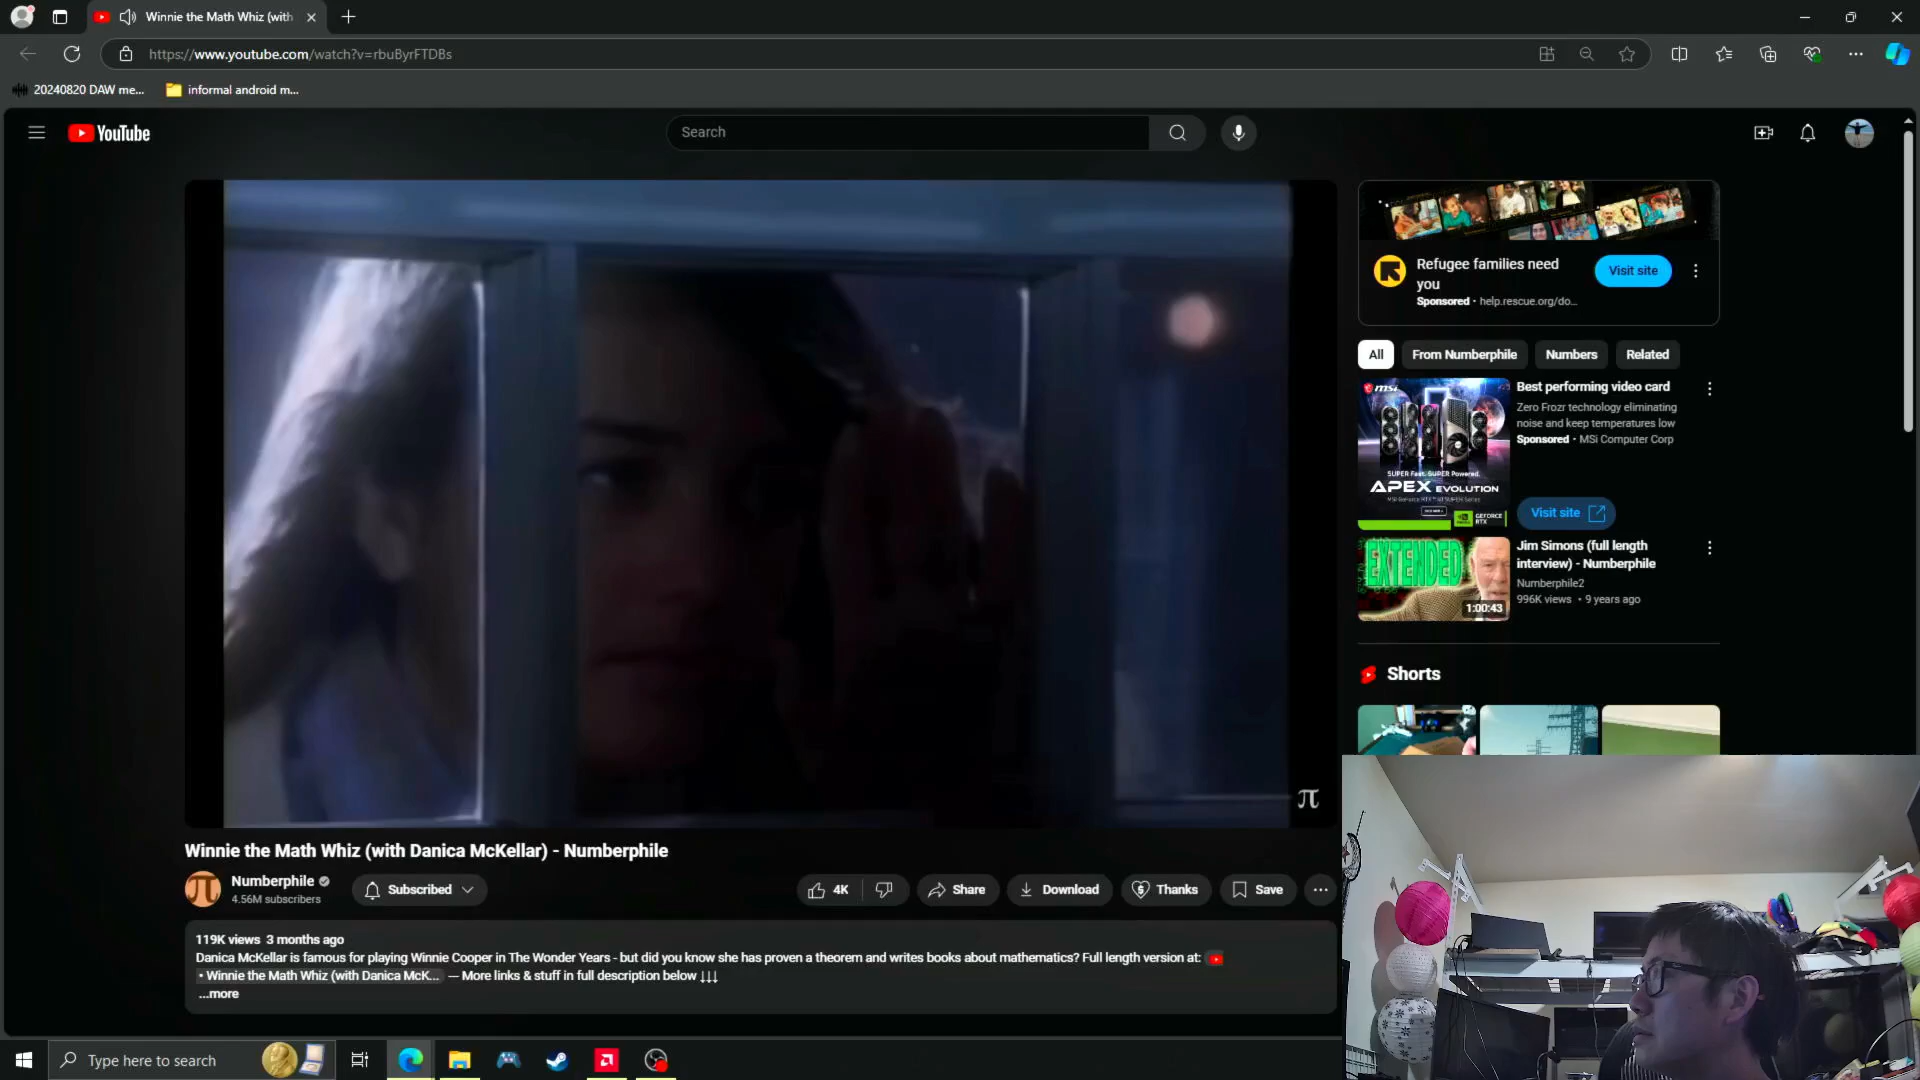 Winnie the Math Whiz (with
https://www.youtube.com/watch?v=rbuByrFTDBs
20240820 DAW me...
informal android m...
YouTube
Search
Refugee families need
you
Sponsored · help.rescue.org/do...
Visit site
All
From Numberphile
Numbers
Related
msi
SUPER Fast. SUPER Powered.
APEX EVOLUTION
GEFORCE
RTX
Best performing video card
Zero Frozr technology eliminating
noise and keep temperatures low
Sponsored · MSi Computer Corp
Visit site
EXTENDED
1:00:43
Jim Simons (full length
interview) - Numberphile
Numberphile2
996K views · 9 years ago
Shorts
π
Winnie the Math Whiz (with Danica McKellar) - Numberphile
Numberphile
4.56M subscribers
Subscribed
4K
Share
Download
Thanks
Save
119K views 3 months ago
Danica McKellar is famous for playing Winnie Cooper in The Wonder Years - but did you know she has proven a theorem and writes books about mathematics? Full length version at:
• Winnie the Math Whiz (with Danica McK... — More links & stuff in full description below ↓↓↓
...more
Type here to search